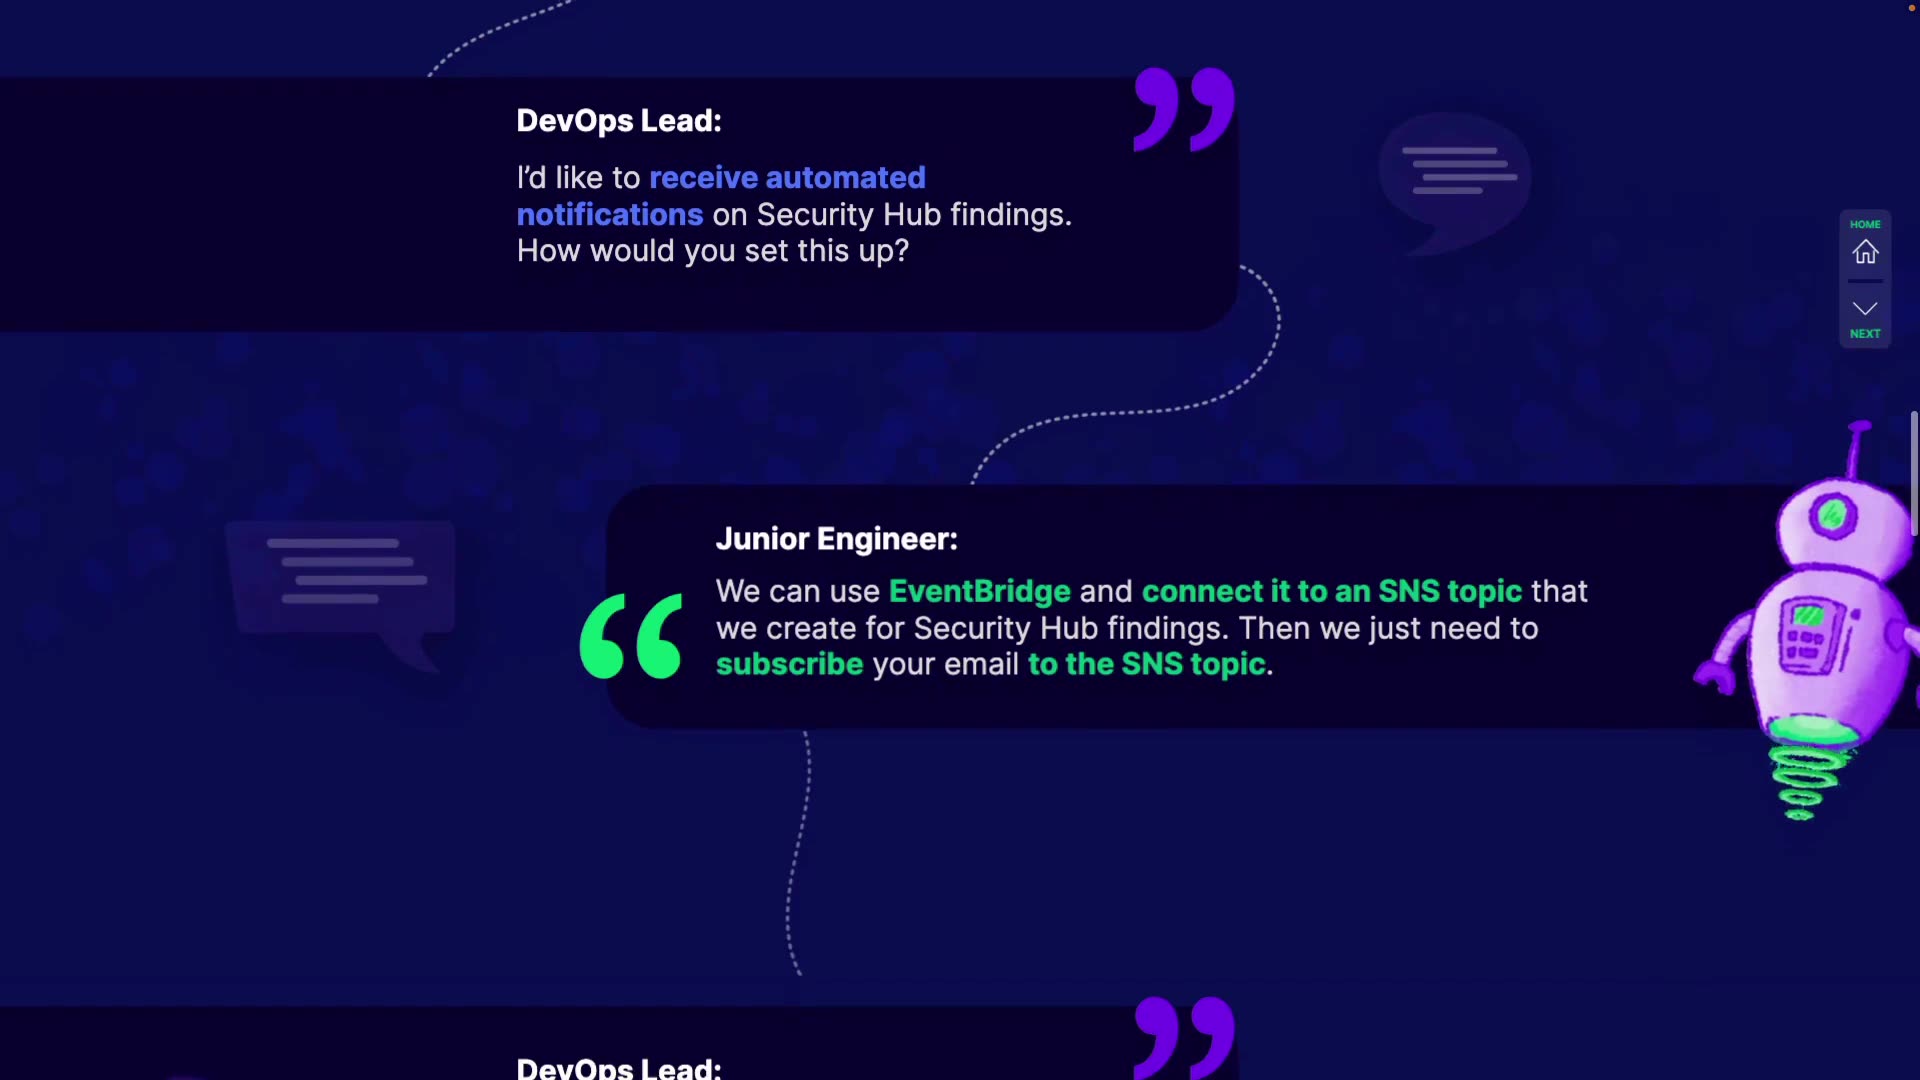 DevOps Lead:
I’d like to receive automated
notifications on Security Hub findings.
How would you set this up?
HOME
NEXT
Junior Engineer:
We can use EventBridge and connect it to an SNS topic that
we create for Security Hub findings. Then we just need to
subscribe your email to the SNS topic.
DevOps Lead: